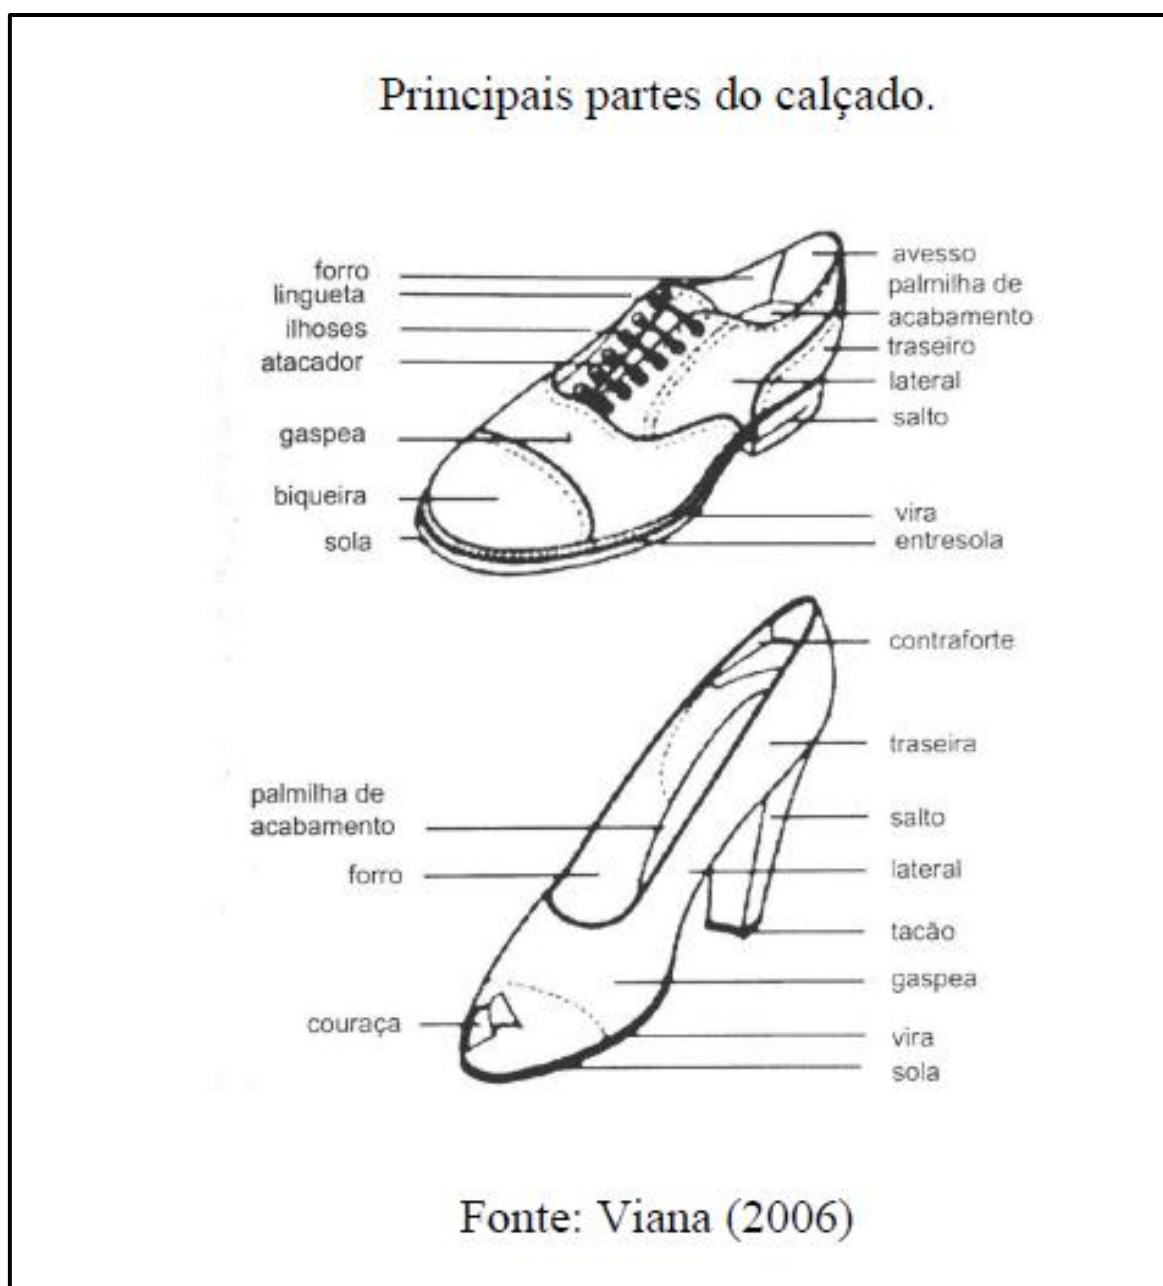 Principais partes do calçado.
forro
lingueta
ilhoses
atacador
gaspea
biqueira
sola
avesso
palmilha de
acabamento
traseiro
lateral
salto
vira
entresola
palmilha de
acabamento
forro
couraça
contraforte
traseira
salto
lateral
tacão
gaspea
vira
sola
Fonte: Viana (2006)